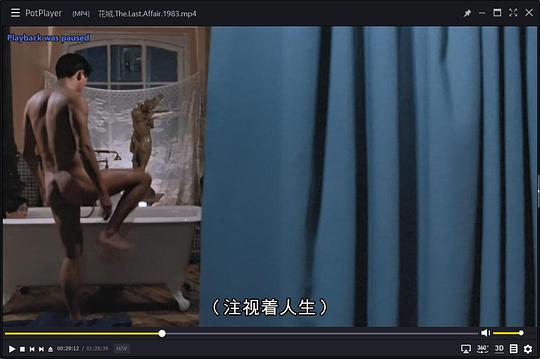 PotPlayer (MP4) 花城.The.Last.Affair.1983.mp4
Playback was paused
（注视着人生）
00:29:12 / 01:28:38 H/W 360° 3D